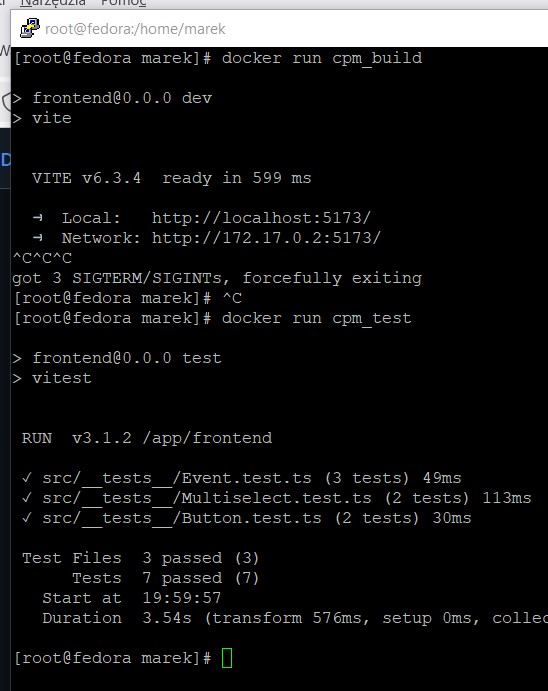 Narzędzia Pomoc
root@fedora:/home/marek
[root@fedora marek]# docker run cpm_build
> frontend@0.0.0 dev
> vite
VITE v6.3.4 ready in 599 ms
➜ Local: http://localhost:5173/
➜ Network: http://172.17.0.2:5173/
^C^C^C
got 3 SIGTERM/SIGINTs, forcefully exiting
[root@fedora marek]# ^C
[root@fedora marek]# docker run cpm_test
> frontend@0.0.0 test
> vitest
RUN v3.1.2 /app/frontend
✓ src/__tests__/Event.test.ts (3 tests) 49ms
✓ src/__tests__/Multiselect.test.ts (2 tests) 113ms
✓ src/__tests__/Button.test.ts (2 tests) 30ms
Test Files 3 passed (3)
Tests 7 passed (7)
Start at 19:59:57
Duration 3.54s (transform 576ms, setup 0ms, collec
[root@fedora marek]#